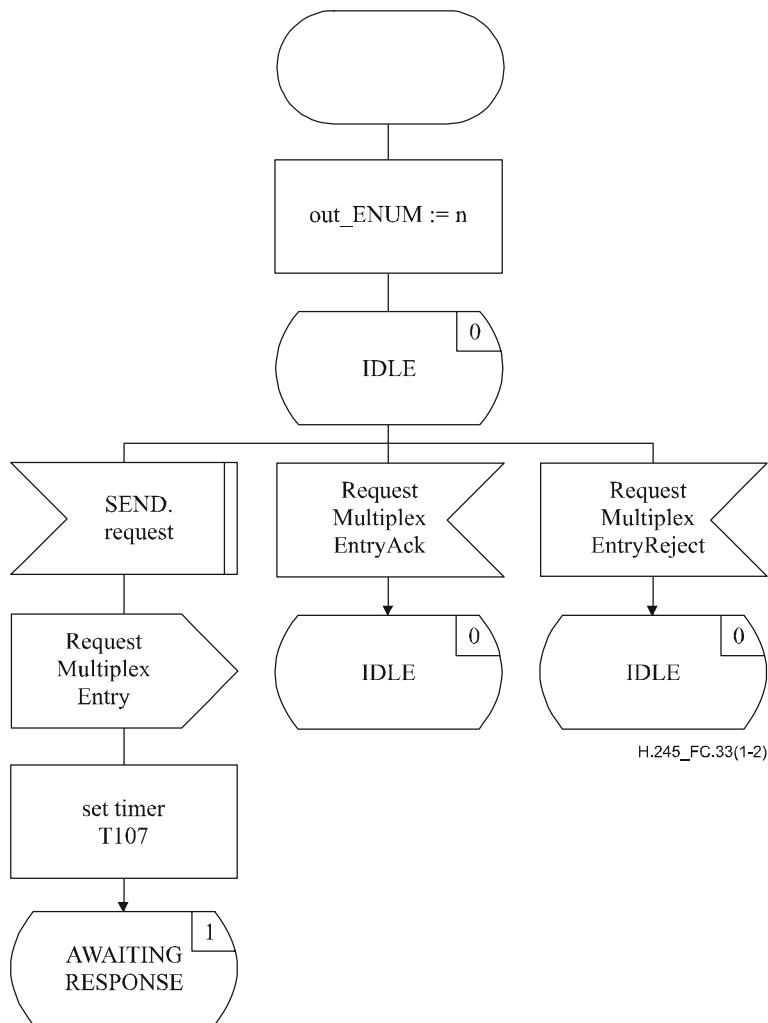 out_ENUM := n
0
IDLE
SEND.
request
Request
Multiplex
EntryAck
Request
Multiplex
EntryReject
Request
Multiplex
Entry
0
IDLE
0
IDLE
H.245_FC.33(1-2)
set timer
T107
1
AWAITING
RESPONSE